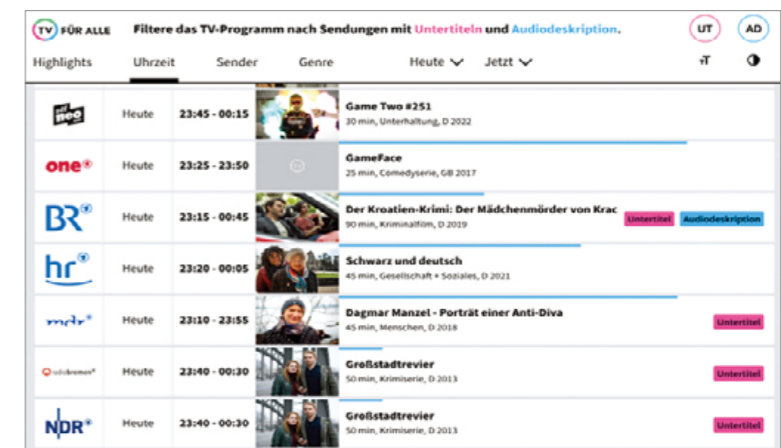 TV FÜR ALLE Filtere das TV-Programm nach Sendungen mit Untertiteln und Audiodeskription. UT AD
Highlights Uhrzeit Sender Genre Heute Jetzt TT
neo Heute 23:45 - 00:15 Game Two #251
30 min, Unterhaltung, D 2022
one Heute 23:25 - 23:50 GameFace
25 min, Comedyserie, GB 2017
BR Heute 23:15 - 00:45 Der Kroatien-Krimi: Der Mädchenmörder von Krac Untertitel Audiodeskription
90 min, Kriminalfilm, D 2019
hr Heute 23:20 - 00:05 Schwarz und deutsch
45 min, Gesellschaft + Soziales, D 2021
mdr Heute 23:10 - 23:55 Dagmar Manzel - Porträt einer Anti-Diva Untertitel
45 min, Menschen, D 2018
radiobremen Heute 23:40 - 00:30 Großstadtrevier Untertitel
50 min, Krimiserie, D 2013
NDR Heute 23:40 - 00:30 Großstadtrevier Untertitel
50 min, Krimiserie, D 2013